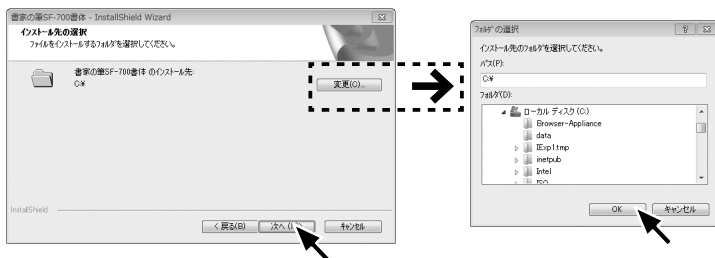 書家の筆SF-700書体 - InstallShield Wizard
インストール先の選択
ファイルをインストールするフォルダを選択してください。
書家の筆SF-700書体 のインストール先:
C:¥
変更(C)...
InstallShield
< 戻る(B)
次へ (
キャンセル
フォルダの選択
インストール先のフォルダを選択してください。
パス(P):
C:¥
フォルダ(D):
ローカル ディスク (C:)
Browser-Appliance
data
IExp1.tmp
inetpub
Intel
ISO
OK
キャンセル